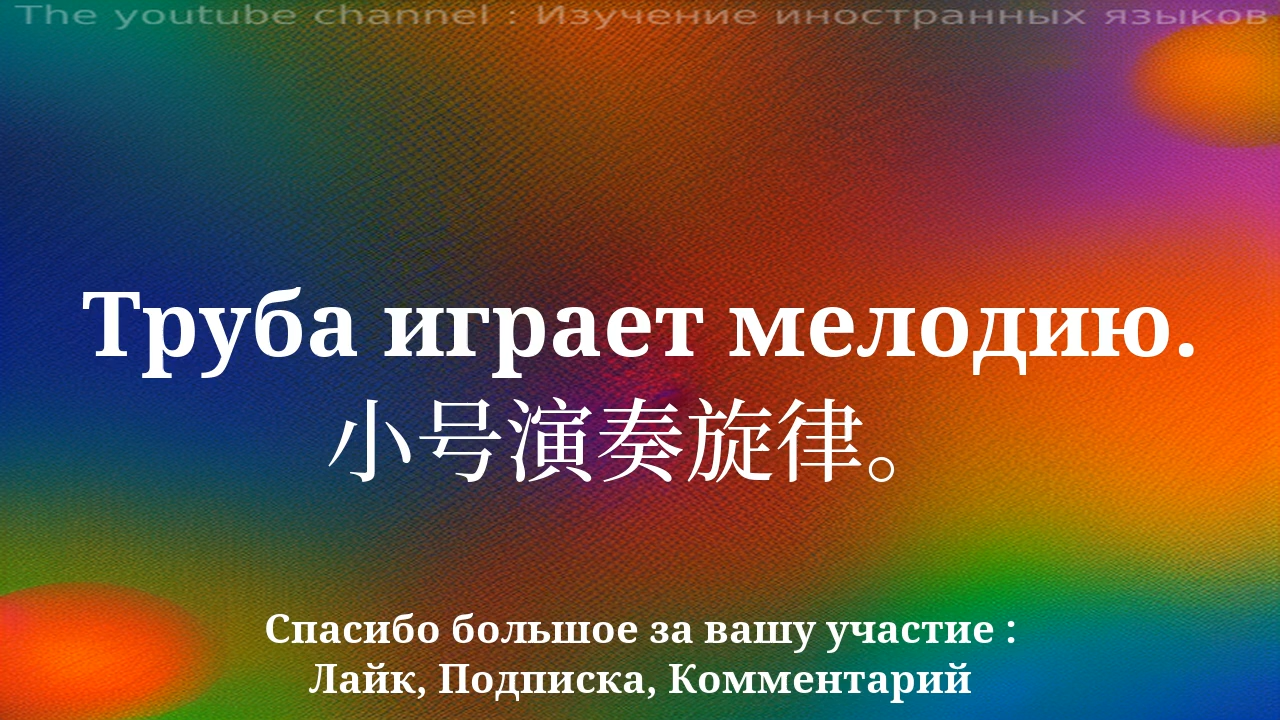 The youtube channel : Изучение иностранных языков
Труба играет мелодию.
小号演奏旋律。
Спасибо большое за вашу участие :
Лайк, Подписка, Комментарий